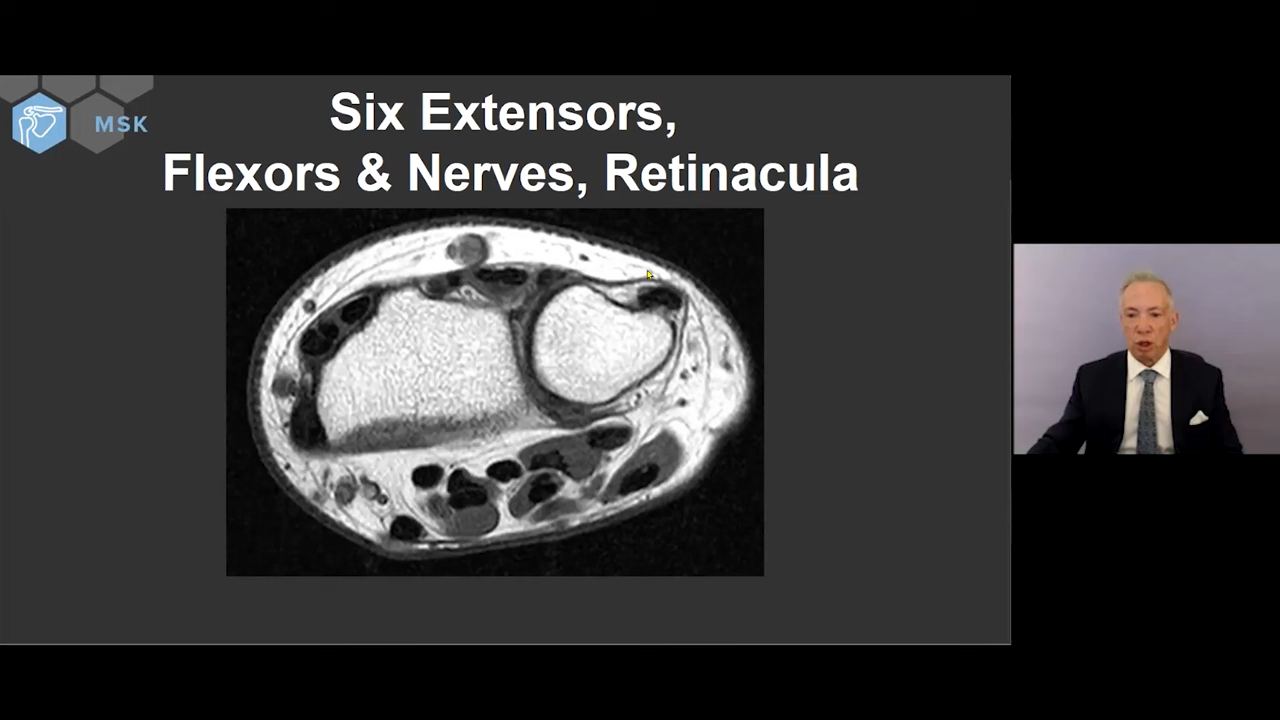 MSK
Six Extensors,
Flexors & Nerves, Retinacula